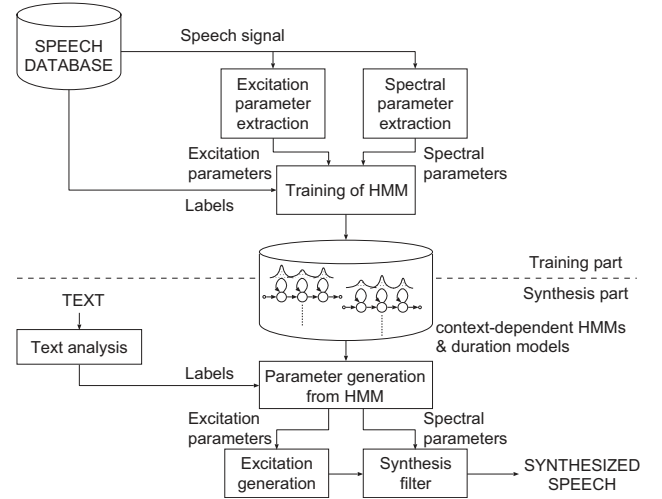 Speech signal
SPEECH
DATABASE
Excitation
parameter
extraction
Spectral
parameter
extraction
Excitation
parameters
Spectral
parameters
Training of HMM
Labels
Training part
Synthesis part
TEXT
context-dependent HMMs
& duration models
Text analysis
Labels
Parameter generation
from HMM
Excitation
parameters
Spectral
parameters
Excitation
generation
Synthesis
filter
SYNTHESIZED
SPEECH